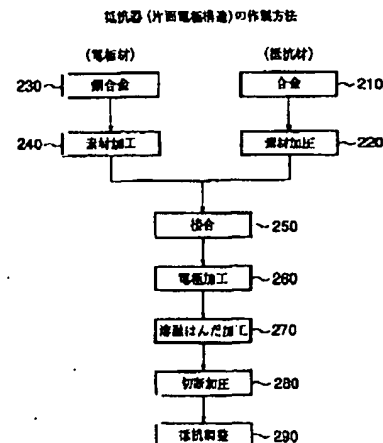 抵抗器(片面電極構造)の作製方法
(電極材) (抵抗材)
230 銅合金 合金 210
240 素材加工 素材加圧 220
接合 250
電極加工 260
溶融はんだ加工 270
切断加圧 280
抵抗調整 290